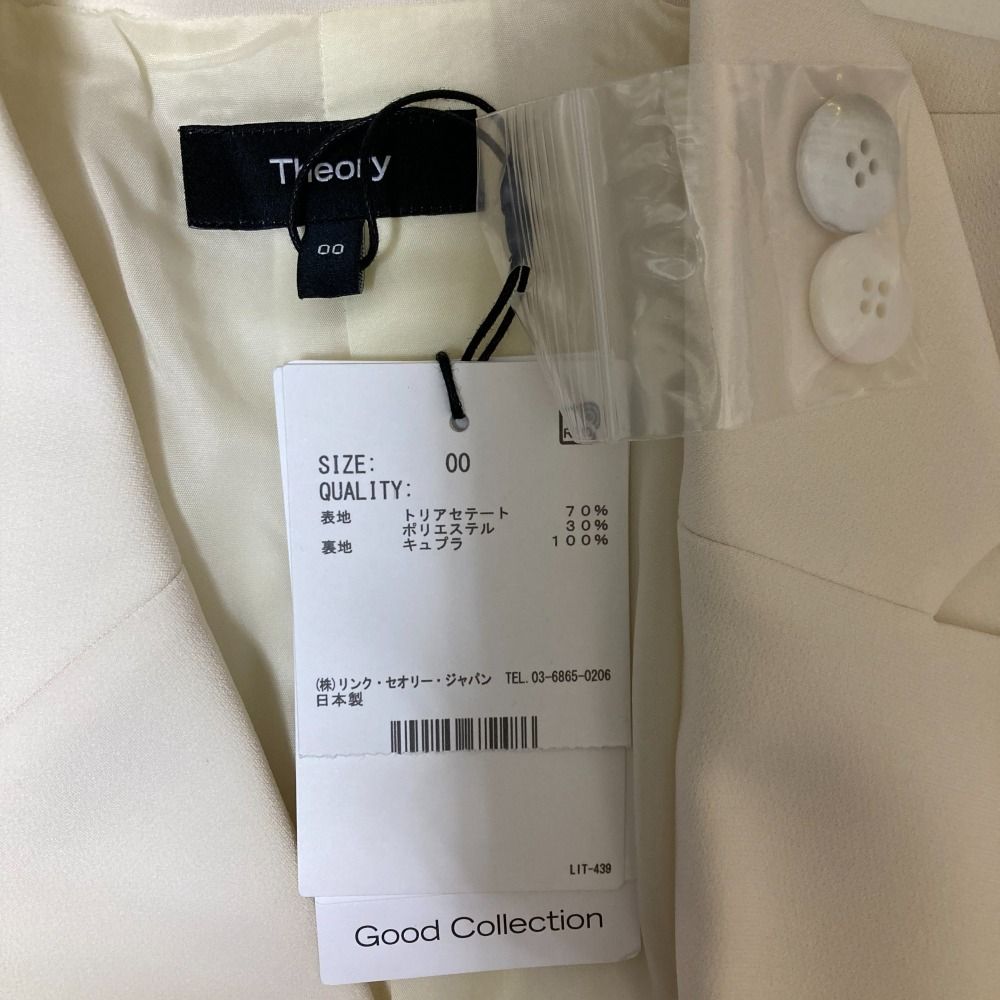 Theory
00
SIZE: 00
QUALITY:
表地 トリアセテート 70%
ポリエステル 30%
裏地 キュプラ 100%
(株)リンク・セオリー・ジャパン TEL.03-6865-0206
日本製
LIT-439
Good Collection